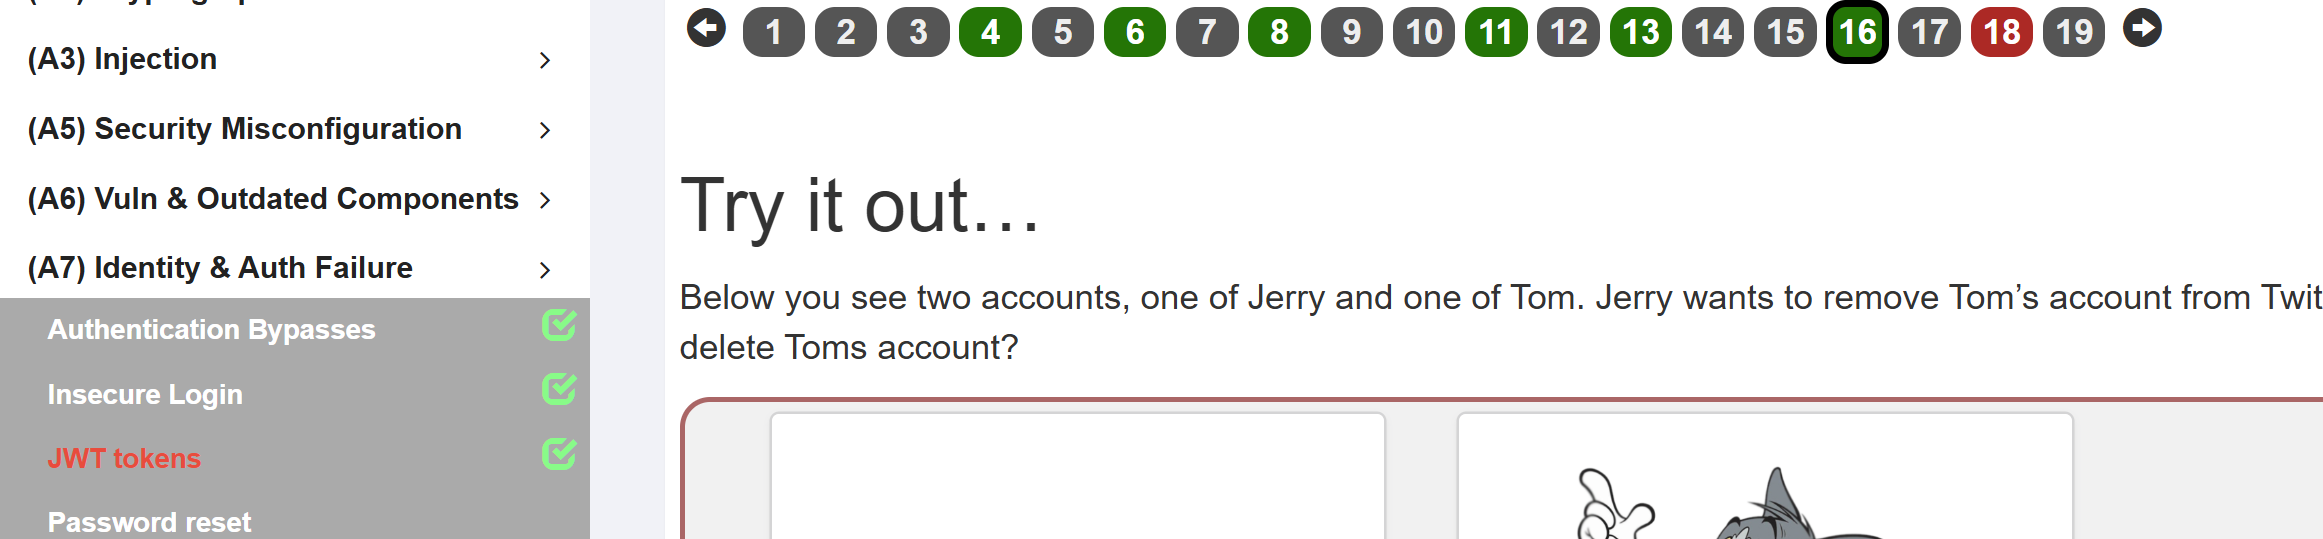 (A3) Injection
(A5) Security Misconfiguration
(A6) Vuln & Outdated Components
(A7) Identity & Auth Failure
Authentication Bypasses
Insecure Login
JWT tokens
Password reset
1 2 3 4 5 6 7 8 9 10 11 12 13 14 15 16 17 18 19
Try it out…
Below you see two accounts, one of Jerry and one of Tom. Jerry wants to remove Tom’s account from Twit
delete Toms account?